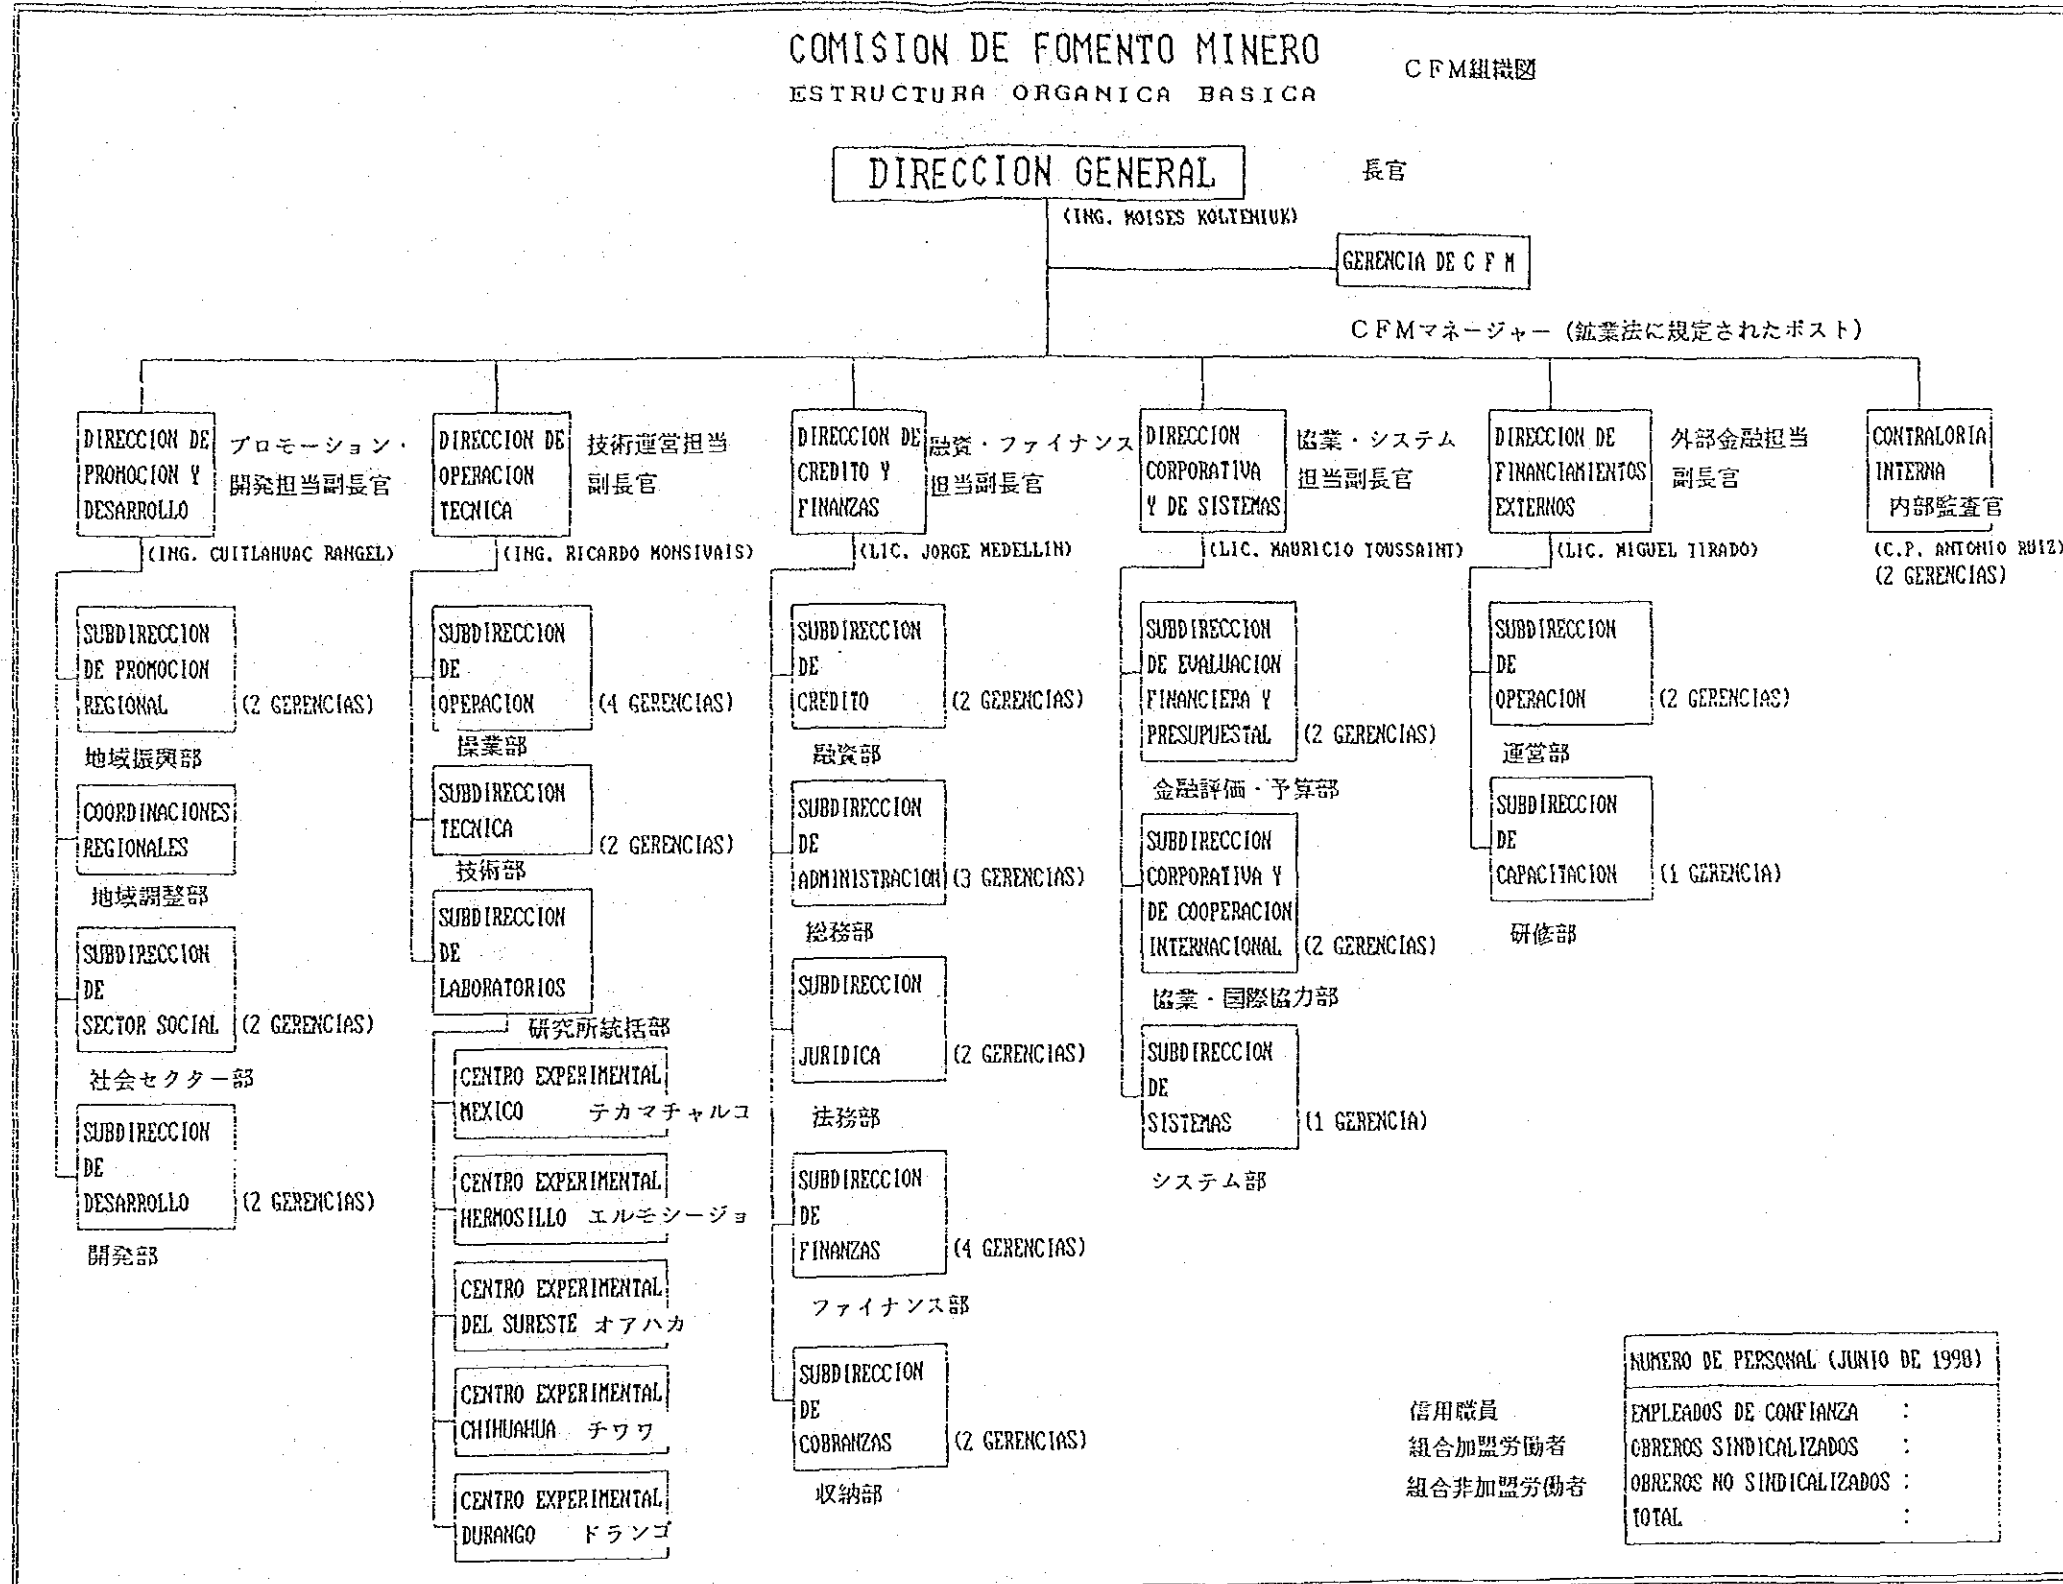 COMISION DE FOMENTO MINERO
CFM組織図
ESTRUCTURA ORGANICA BASICA
DIRECCION GENERAL
長官
(ING. MOISES KOLTENIUK)
GERENCIA DE C F M
CFMマネージャー (鉱業法に規定されたポスト)
DIRECCION DE
PROMOCION Y
DESARROLLO
プロモーション・
開発担当副長官
(ING. CUITLAHUAC RANGEL)
SUBDIRECCION
DE PROMOCION
REGIONAL
(2 GERENCIAS)
地域振興部
COORDINACIONES
REGIONALES
地域調整部
SUBDIRECCION
DE
SECTOR SOCIAL
(2 GERENCIAS)
社会セクター部
SUBDIRECCION
DE
DESARROLLO
(2 GERENCIAS)
開発部
DIRECCION DE
OPERACION
TECNICA
技術運営担当
副長官
(ING. RICARDO MONSIVAIS)
SUBDIRECCION
DE
OPERACION
(4 GERENCIAS)
操業部
SUBDIRECCION
TECNICA
(2 GERENCIAS)
技術部
SUBDIRECCION
DE
LABORATORIOS
研究所統括部
CENTRO EXPERIMENTAL
MEXICO テカマチャルコ
CENTRO EXPERIMENTAL
HERMOSILLO エルモシージョ
CENTRO EXPERIMENTAL
DEL SURESTE オアハカ
CENTRO EXPERIMENTAL
CHIHUAHUA チワワ
CENTRO EXPERIMENTAL
DURANGO ドランゴ
DIRECCION DE
CREDITO Y
FINANZAS
融資・ファイナンス
担当副長官
(LIC. JORGE MEDELLIN)
SUBDIRECCION
DE
CREDITO
(2 GERENCIAS)
融資部
SUBDIRECCION
DE
ADMINISTRACION
(3 GERENCIAS)
総務部
SUBDIRECCION
JURIDICA
(2 GERENCIAS)
法務部
SUBDIRECCION
DE
FINANZAS
(4 GERENCIAS)
ファイナンス部
SUBDIRECCION
DE
COBRANZAS
(2 GERENCIAS)
収納部
DIRECCION
CORPORATIVA
Y DE SISTEMAS
協業・システム
担当副長官
(LIC. MAURICIO TOUSSAINT)
SUBDIRECCION
DE EVALUACION
FINANCIERA Y
PRESUPUESTAL
(2 GERENCIAS)
金融評価・予算部
SUBDIRECCION
CORPORATIVA Y
DE COOPERACION
INTERNACIONAL
(2 GERENCIAS)
協業・国際協力部
SUBDIRECCION
DE
SISTEMAS
(1 GERENCIA)
システム部
DIRECCION DE
FINANCIAMIENTOS
EXTERNOS
外部金融担当
副長官
(LIC. MIGUEL TIRADO)
SUBDIRECCION
DE
OPERACION
(2 GERENCIAS)
運営部
SUBDIRECCION
DE
CAPACITACION
(1 GERENCIA)
研修部
CONTRALORIA
INTERNA
内部監査官
(C.P. ANTONIO RUIZ)
(2 GERENCIAS)
NUMERO DE PERSONAL (JUNIO DE 1998)
信用職員 EMPLEADOS DE CONFIANZA :
組合加盟労働者 OBREROS SINDICALIZADOS :
組合非加盟労働者 OBREROS NO SINDICALIZADOS :
TOTAL :